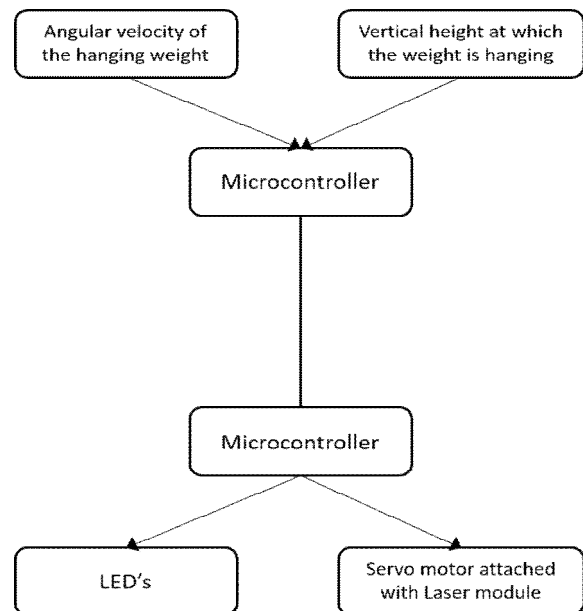 Angular velocity of
the hanging weight
Vertical height at which
the weight is hanging
Microcontroller
Microcontroller
LED's
Servo motor attached
with Laser module